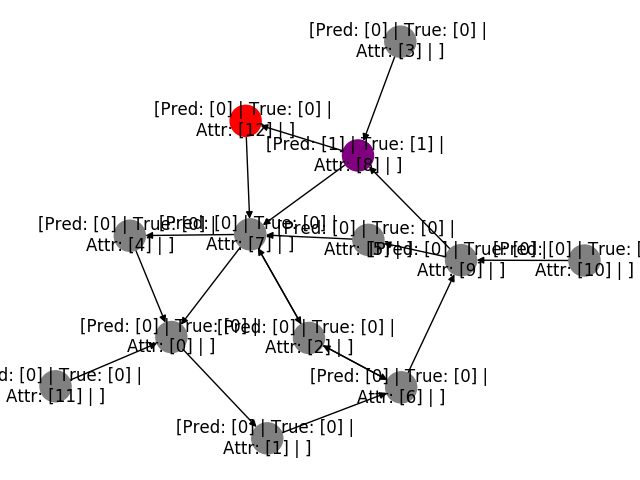 [Pred: [0] | True: [0] |
Attr: [3] | ]
[Pred: [0] | True: [0] |
Attr: [12] | ]
[Pred: [1] | True: [1] |
Attr: [8] | ]
[Pred: [0] | True: [0] |
Attr: [4] | ]
[Pred: [0] | True: [0] |
Attr: [7] | ]
[Pred: [0] | True: [0] |
Attr: [5] | ]
[Pred: [0] | True: [0] |
Attr: [9] | ]
[Pred: [0] | True: [
Attr: [10] | ]
[Pred: [0] | True: [0] |
Attr: [0] | ]
[Pred: [0] | True: [0] |
Attr: [2] | ]
d: [0] | True: [0] |
Attr: [11] | ]
[Pred: [0] | True: [0] |
Attr: [6] | ]
[Pred: [0] | True: [0] |
Attr: [1] | ]